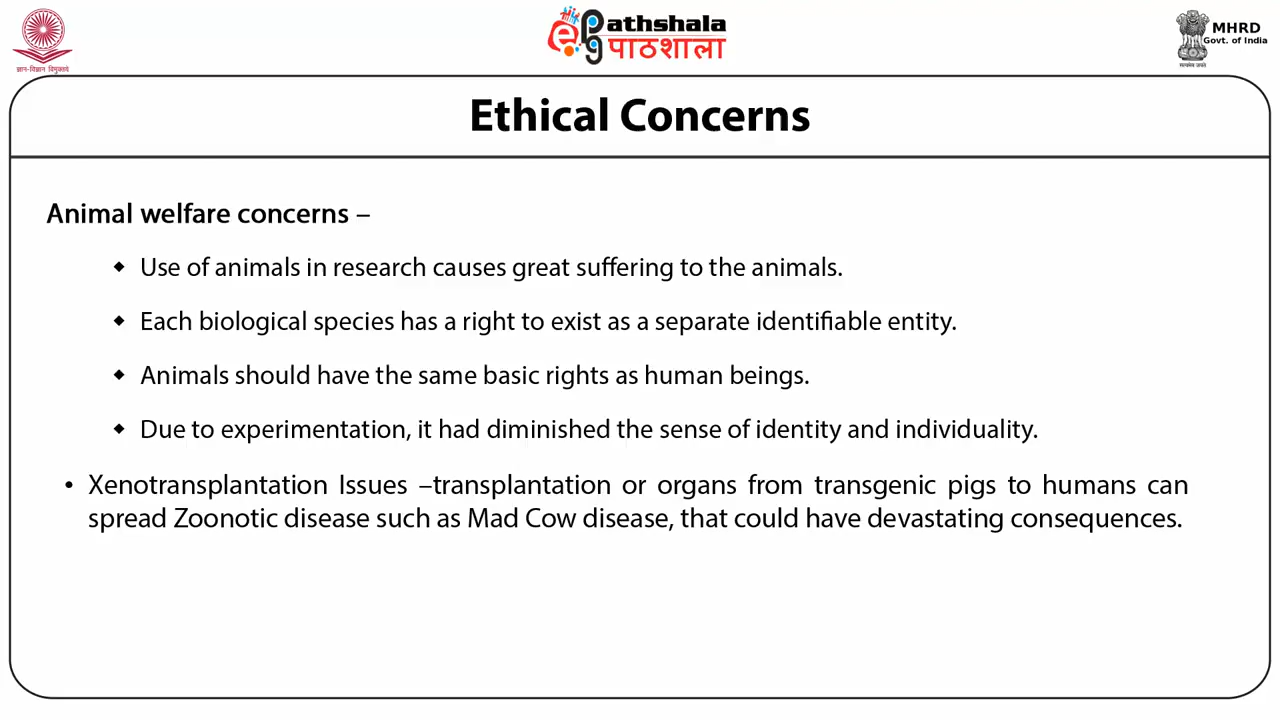 ज्ञान-विज्ञान विमुक्तये
ePathshala
पाठशाला
MHRD
Govt. of India
सत्यमेव जयते
Ethical Concerns
Animal welfare concerns –
◆ Use of animals in research causes great suffering to the animals.
◆ Each biological species has a right to exist as a separate identifiable entity.
◆ Animals should have the same basic rights as human beings.
◆ Due to experimentation, it had diminished the sense of identity and individuality.
• Xenotransplantation Issues –transplantation or organs from transgenic pigs to humans can
spread Zoonotic disease such as Mad Cow disease, that could have devastating consequences.